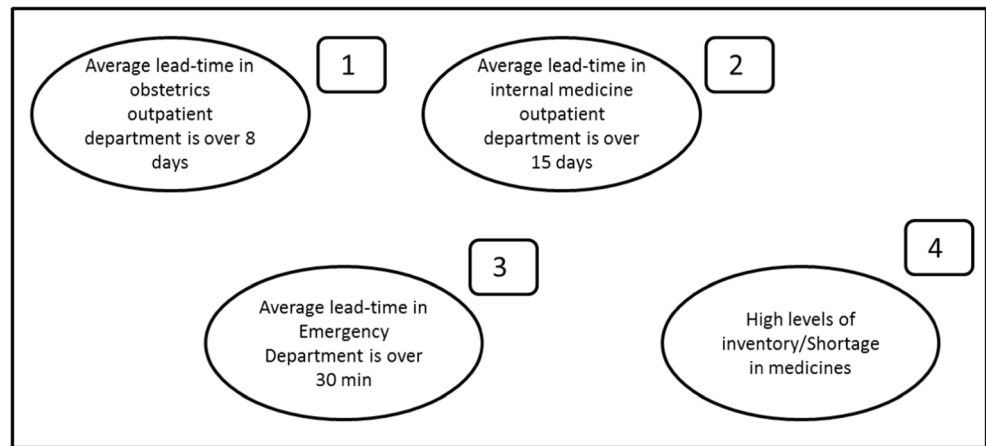 Average lead-time in
obstetrics
outpatient
department is over 8
days
1
Average lead-time in
internal medicine
outpatient
department is over
15 days
2
Average lead-time in
Emergency
Department is over
30 min
3
High levels of
inventory/Shortage
in medicines
4